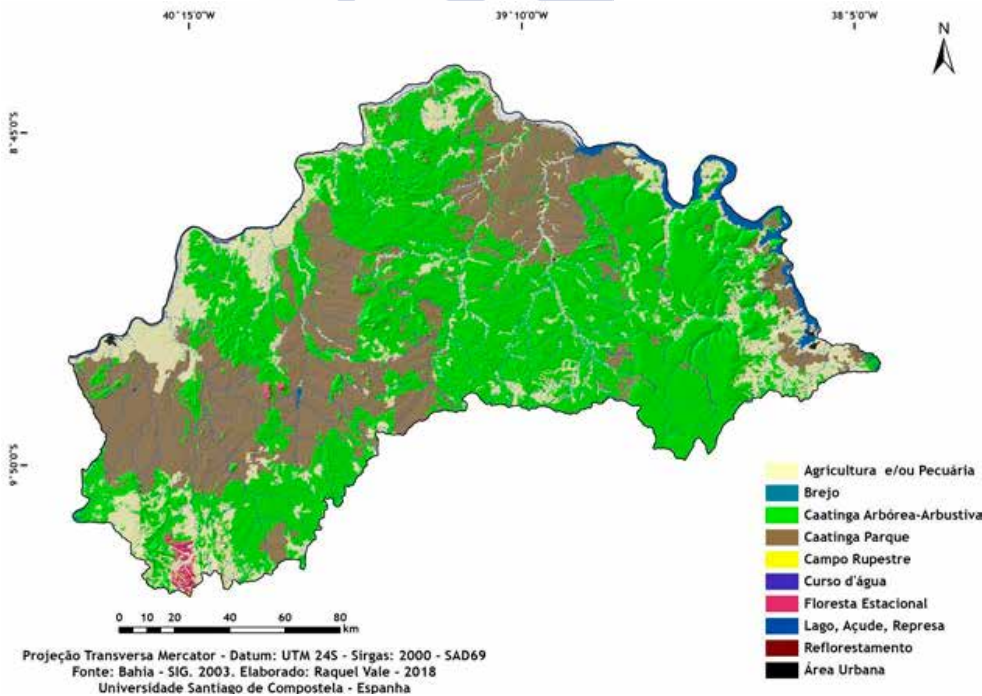 40°15'0"W
39°10'0"W
38°5'0"W
N
8°45'0"S
9°50'0"S
Agricultura e/ou Pecuária
Brejo
Caatinga Arbórea-Arbustiva
Caatinga Parque
Campo Rupestre
Curso d'água
Floresta Estacional
Lago, Açude, Represa
Reflorestamento
Área Urbana
0 10 20 40 60 80
km
Projeção Transversa Mercator - Datum: UTM 24S - Sirgas: 2000 - SAD69
Fonte: Bahia - SIG. 2003. Elaborado: Raquel Vale - 2018
Universidade Santiago de Compostela - Espanha